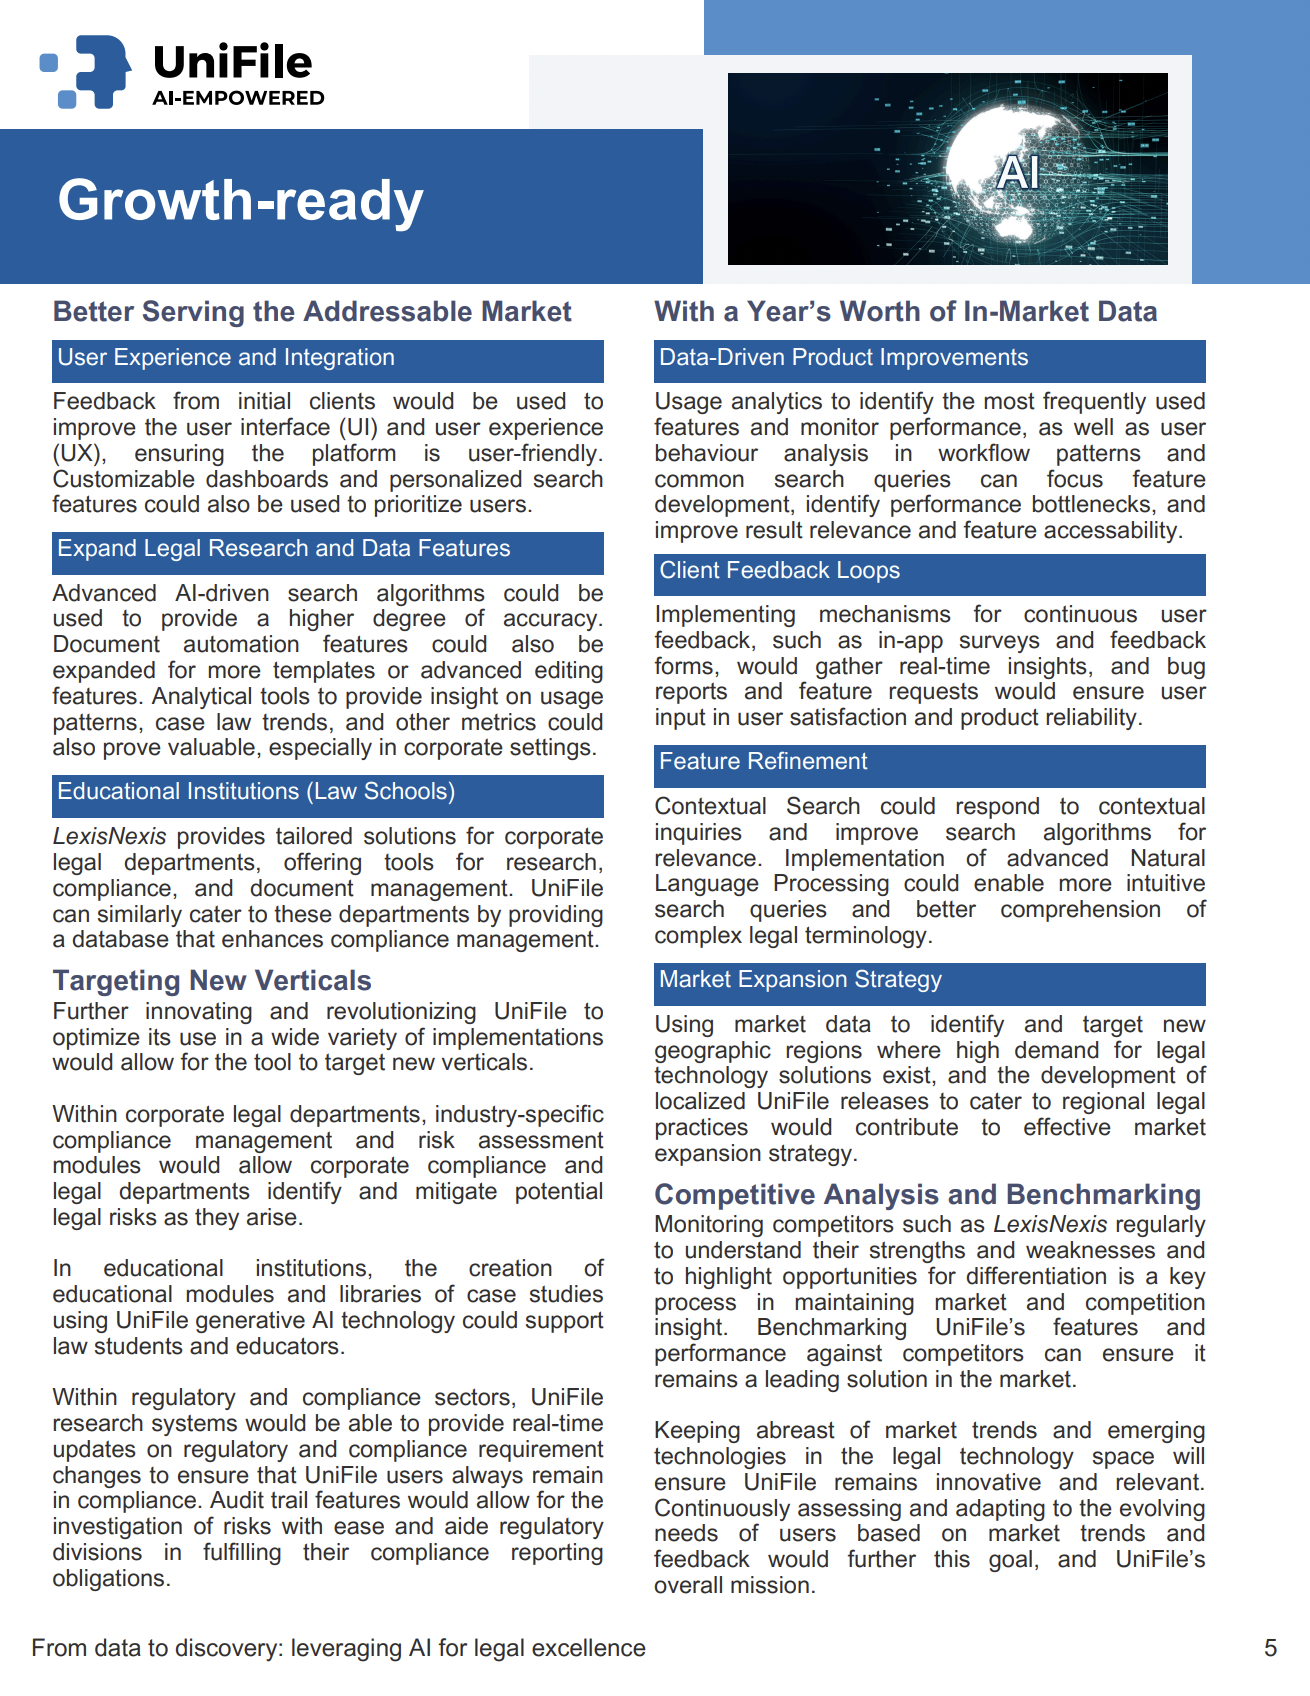 UniFile
AI-EMPOWERED
AI
Growth-ready
Better Serving the Addressable Market
User Experience and Integration
Feedback from initial clients would be used to
improve the user interface (UI) and user experience
(UX), ensuring the platform is user-friendly.
Customizable dashboards and personalized search
features could also be used to prioritize users.
Expand Legal Research and Data Features
Advanced AI-driven search algorithms could be
used to provide a higher degree of accuracy.
Document automation features could also be
expanded for more templates or advanced editing
features. Analytical tools to provide insight on usage
patterns, case law trends, and other metrics could
also prove valuable, especially in corporate settings.
Educational Institutions (Law Schools)
LexisNexis provides tailored solutions for corporate
legal departments, offering tools for research,
compliance, and document management. UniFile
can similarly cater to these departments by providing
a database that enhances compliance management.
Targeting New Verticals
Further innovating and revolutionizing UniFile to
optimize its use in a wide variety of implementations
would allow for the tool to target new verticals.
Within corporate legal departments, industry-specific
compliance management and risk assessment
modules would allow corporate compliance and
legal departments identify and mitigate potential
legal risks as they arise.
In educational institutions, the creation of
educational modules and libraries of case studies
using UniFile generative AI technology could support
law students and educators.
Within regulatory and compliance sectors, UniFile
research systems would be able to provide real-time
updates on regulatory and compliance requirement
changes to ensure that UniFile users always remain
in compliance. Audit trail features would allow for the
investigation of risks with ease and aide regulatory
divisions in fulfilling their compliance reporting
obligations.
With a Year’s Worth of In-Market Data
Data-Driven Product Improvements
Usage analytics to identify the most frequently used
features and monitor performance, as well as user
behaviour analysis in workflow patterns and
common search queries can focus feature
development, identify performance bottlenecks, and
improve result relevance and feature accessability.
Client Feedback Loops
Implementing mechanisms for continuous user
feedback, such as in-app surveys and feedback
forms, would gather real-time insights, and bug
reports and feature requests would ensure user
input in user satisfaction and product reliability.
Feature Refinement
Contextual Search could respond to contextual
inquiries and improve search algorithms for
relevance. Implementation of advanced Natural
Language Processing could enable more intuitive
search queries and better comprehension of
complex legal terminology.
Market Expansion Strategy
Using market data to identify and target new
geographic regions where high demand for legal
technology solutions exist, and the development of
localized UniFile releases to cater to regional legal
practices would contribute to effective market
expansion strategy.
Competitive Analysis and Benchmarking
Monitoring competitors such as LexisNexis regularly
to understand their strengths and weaknesses and
to highlight opportunities for differentiation is a key
process in maintaining market and competition
insight. Benchmarking UniFile’s features and
performance against competitors can ensure it
remains a leading solution in the market.
Keeping abreast of market trends and emerging
technologies in the legal technology space will
ensure UniFile remains innovative and relevant.
Continuously assessing and adapting to the evolving
needs of users based on market trends and
feedback would further this goal, and UniFile’s
overall mission.
From data to discovery: leveraging AI for legal excellence
5